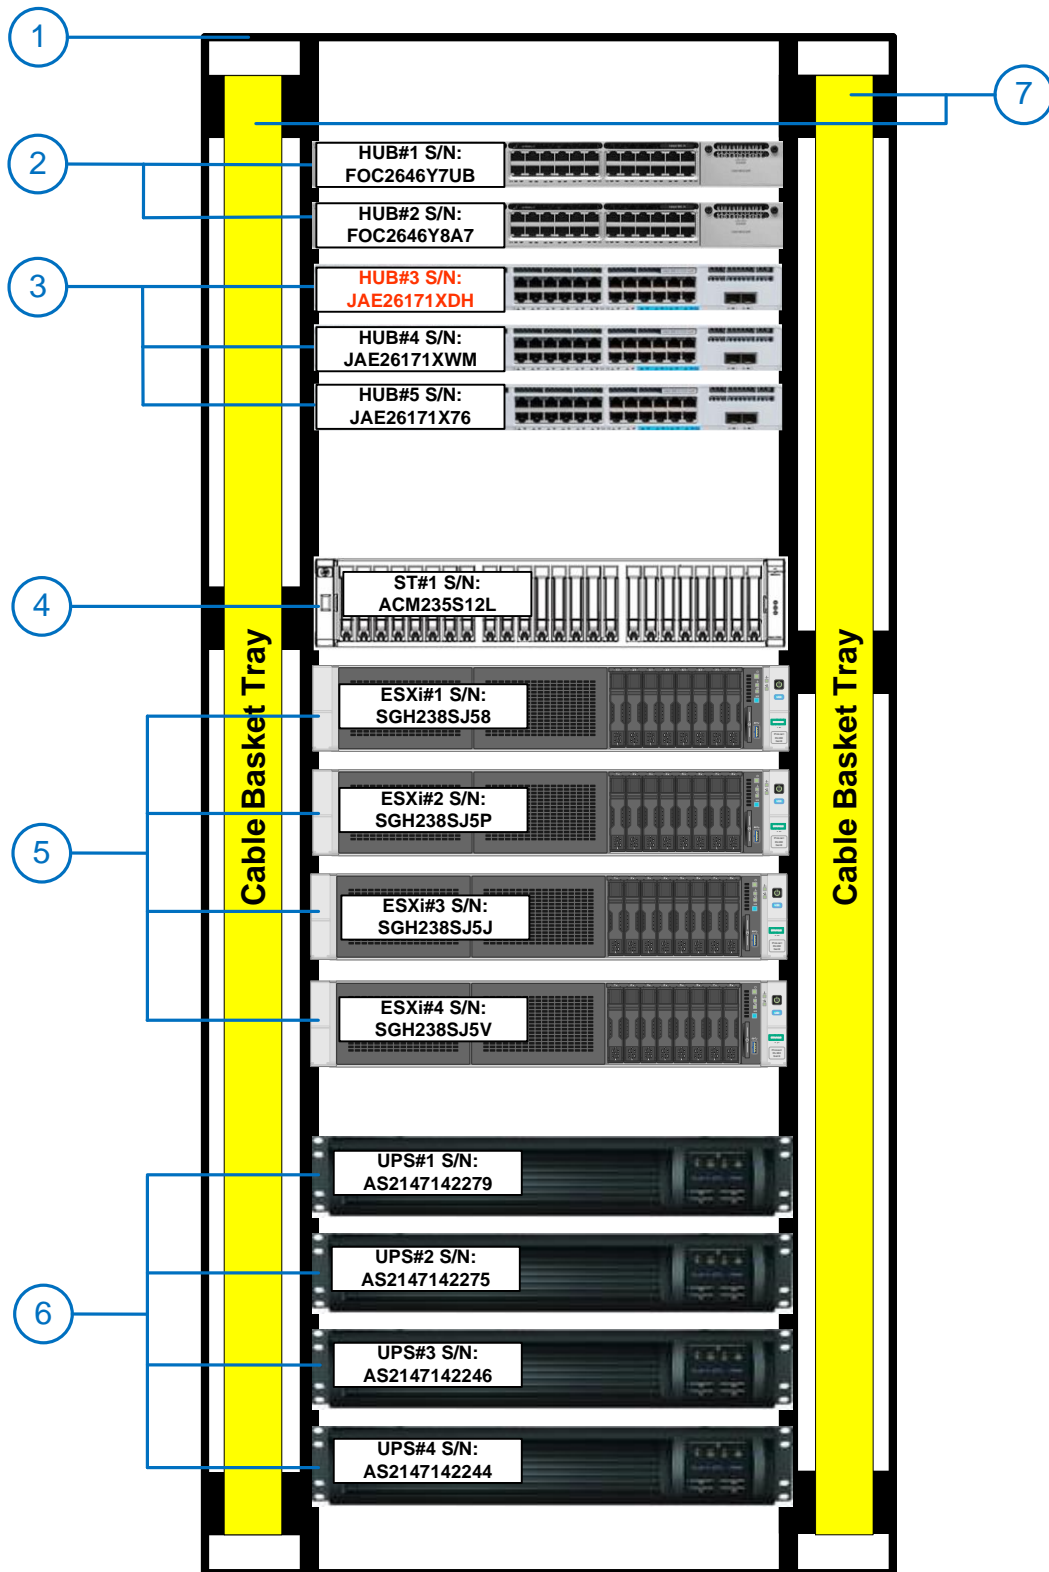 1
7
2
HUB#1 S/N:
FOC2646Y7UB
HUB#2 S/N:
FOC2646Y8A7
3
HUB#3 S/N:
JAE26171XDH
HUB#4 S/N:
JAE26171XWM
HUB#5 S/N:
JAE26171X76
4
ST#1 S/N:
ACM235S12L
Cable Basket Tray
Cable Basket Tray
5
ESXi#1 S/N:
SGH238SJ58
ESXi#2 S/N:
SGH238SJ5P
ESXi#3 S/N:
SGH238SJ5J
ESXi#4 S/N:
SGH238SJ5V
6
UPS#1 S/N:
AS2147142279
UPS#2 S/N:
AS2147142275
UPS#3 S/N:
AS2147142246
UPS#4 S/N:
AS2147142244